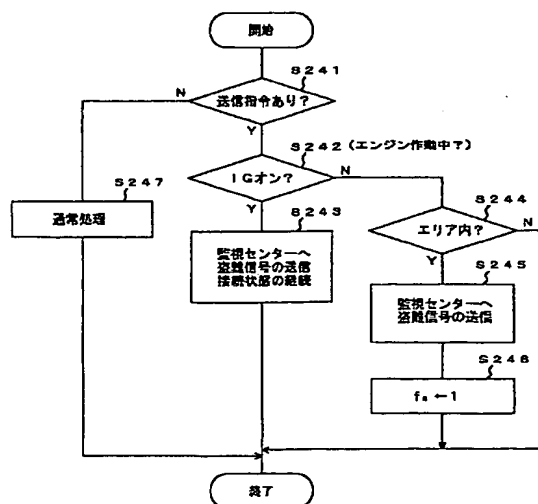 開始
S241
N
送信指令あり?
Y
S242(エンジン作動中?)
IGオン?
N
Y
S247
通常処理
S243
監視センターへ
盗難信号の送信
接続状態の継続
S244
エリア内?
N
Y
S245
監視センターへ
盗難信号の送信
S246
←1
終了